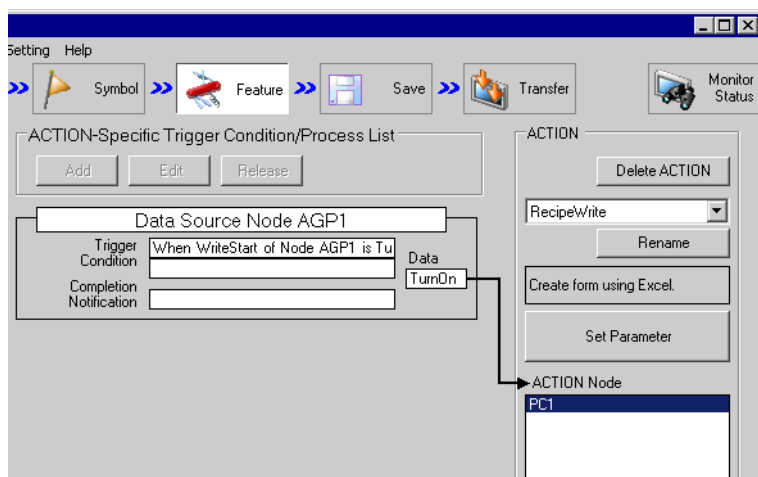 Setting Help
Symbol
Feature
Save
Transfer
Monitor
Status
ACTION-Specific Trigger Condition/Process List
Add
Edit
Release
Data Source Node AGP1
Trigger
Condition
When WriteStart of Node AGP1 is Tu
Data
TurnOn
Completion
Notification
ACTION
Delete ACTION
RecipeWrite
Rename
Create form using Excel.
Set Parameter
ACTION Node
PC1